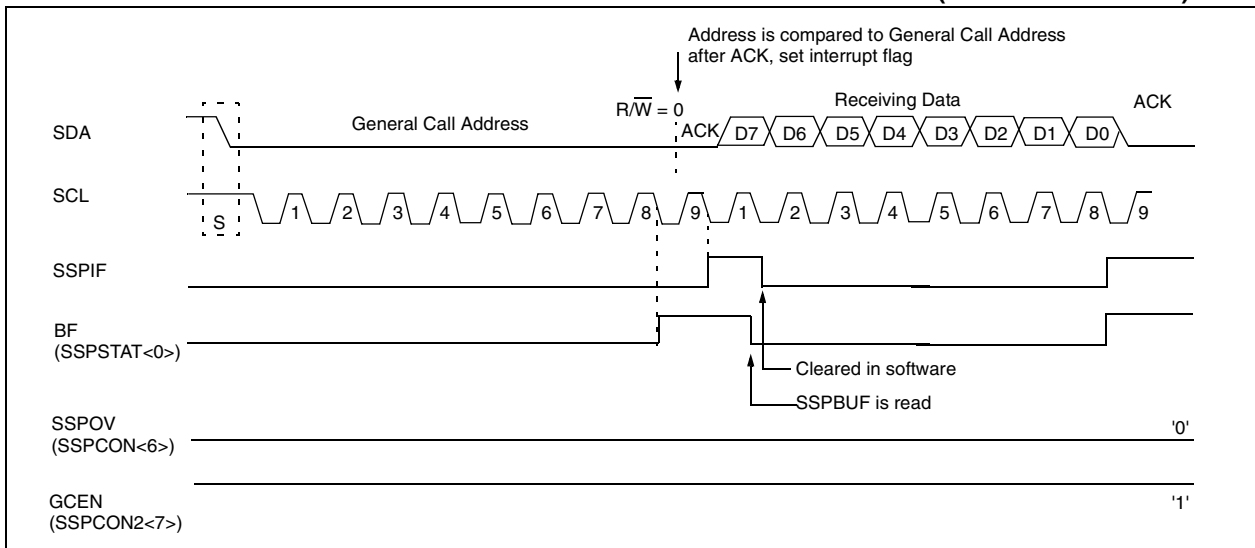 Address is compared to General Call Address
after ACK, set interrupt flag
R/W = 0
Receiving Data
ACK
SDA
General Call Address
ACK
D7 D6 D5 D4 D3 D2 D1 D0
SCL
S
1 2 3 4 5 6 7 8 9 1 2 3 4 5 6 7 8 9
SSPIF
BF
(SSPSTAT<0>)
Cleared in software
SSPBUF is read
SSPOV
(SSPCON<6>)
'0'
GCEN
(SSPCON2<7>)
'1'